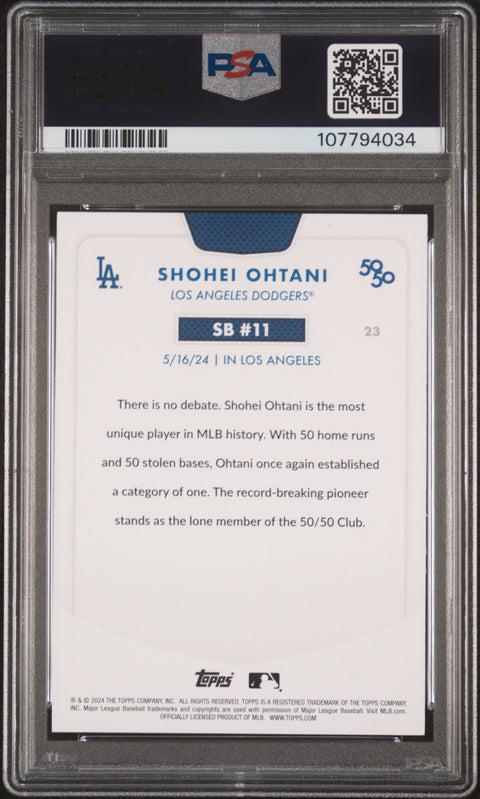 PSA
107794034
LA
SHOHEI OHTANI
50
50
LOS ANGELES DODGERS®
SB #11
23
5/16/24 | IN LOS ANGELES
There is no debate. Shohei Ohtani is the most
unique player in MLB history. With 50 home runs
and 50 stolen bases, Ohtani once again established
a category of one. The record-breaking pioneer
stands as the lone member of the 50/50 Club.
Topps
® & © 2024 THE TOPPS COMPANY, INC. ALL RIGHTS RESERVED. TOPPS IS A REGISTERED TRADEMARK OF THE TOPPS COMPANY,
INC. Major League Baseball trademarks and copyrights are used with permission of Major League Baseball. Visit MLB.com.
OFFICIALLY LICENSED PRODUCT OF MLB. WWW.TOPPS.COM